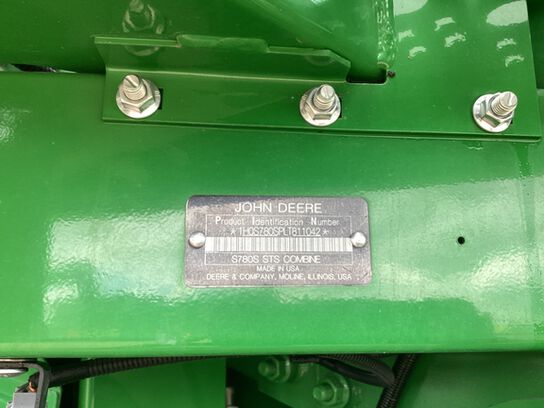 JOHN DEERE
Product Identification Number
*1H0S780SPLT811042*
S780S STS COMBINE
MADE IN USA
DEERE & COMPANY, MOLINE, ILLINOIS, USA